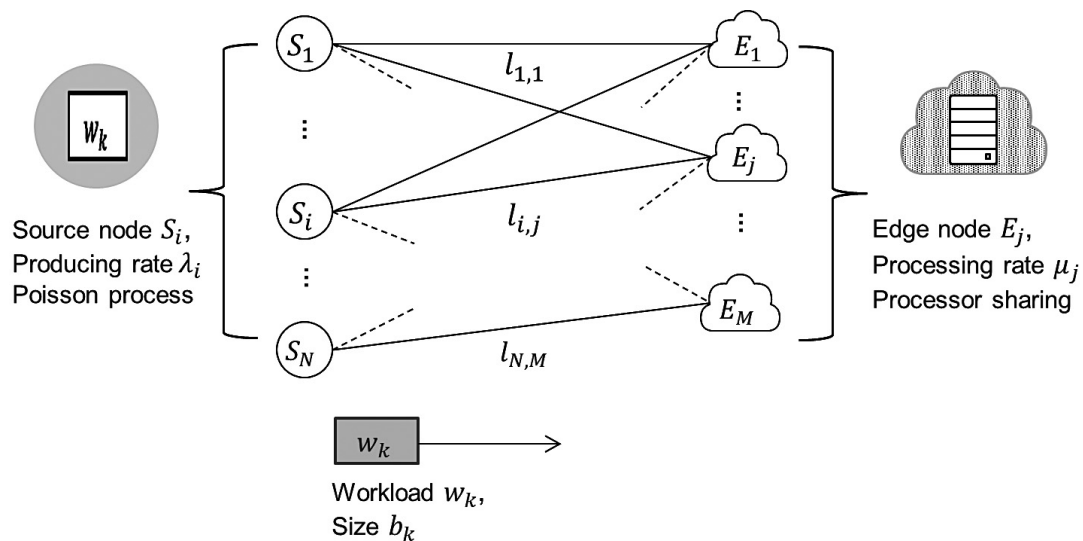 w_k
Source node S_i,
Producing rate λ_i
Poisson process
S_1
⋮
S_i
⋮
S_N
l_{1,1}
l_{i,j}
l_{N,M}
E_1
⋮
E_j
⋮
E_M
Edge node E_j,
Processing rate μ_j
Processor sharing
w_k
Workload w_k,
Size b_k